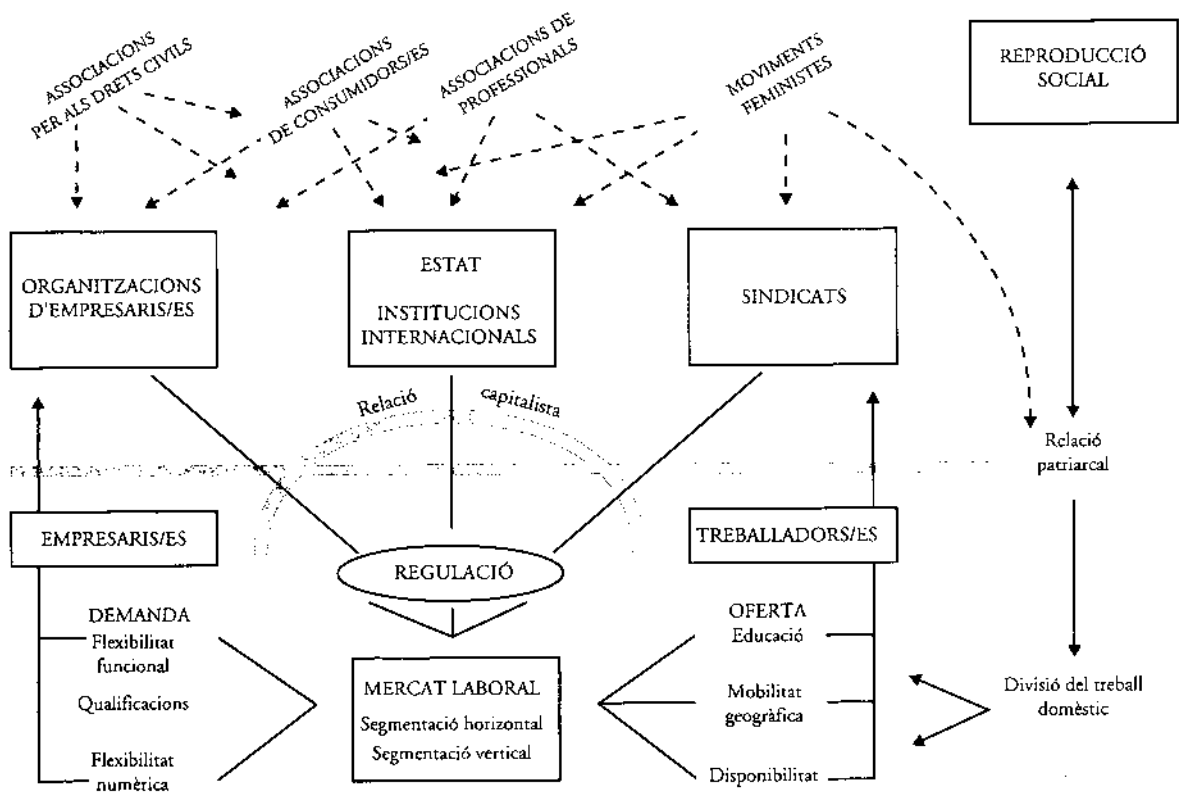 ASSOCIACIONS
PER ALS DRETS CIVILS
ASSOCIACIONS
DE CONSUMIDORS/ES
ASSOCIACIONS DE
PROFESSIONALS
MOVIMENTS
FEMINISTES
REPRODUCCIÓ
SOCIAL
ORGANITZACIONS
D'EMPRESARIS/ES
ESTAT
INSTITUCIONS
INTERNACIONALS
SINDICATS
Relació capitalista
Relació
patriarcal
EMPRESARIS/ES
TREBALLADORS/ES
REGULACIÓ
DEMANDA
Flexibilitat
funcional
Qualificacions
Flexibilitat
numèrica
MERCAT LABORAL
Segmentació horizontal
Segmentació vertical
OFERTA
Educació
Mobilitat
geogràfica
Disponibilitat
Divisió del treball
domèstic